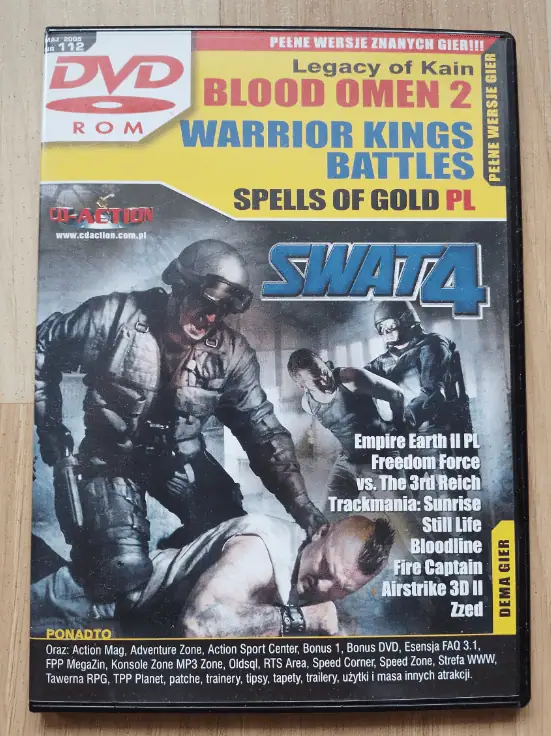 MAJ 2005
NR 112
DVD
ROM
PEŁNE WERSJE ZNANYCH GIER!!!
Legacy of Kain
BLOOD OMEN 2
WARRIOR KINGS
BATTLES
SPELLS OF GOLD PL
PEŁNE WERSJE GIER
CD-ACTION
www.cdaction.com.pl
SWAT4
Empire Earth II PL
Freedom Force
vs. The 3rd Reich
Trackmania: Sunrise
Still Life
Bloodline
Fire Captain
Airstrike 3D II
Zzed
DEMA GIER
PONADTO
Oraz: Action Mag, Adventure Zone, Action Sport Center, Bonus 1, Bonus DVD, Esensja FAQ 3.1,
FPP MegaZin, Konsole Zone MP3 Zone, Oldsql, RTS Area, Speed Corner, Speed Zone, Strefa WWW,
Tawerna RPG, TPP Planet, patche, trainery, tipsy, tapety, trailery, użytki i masa innych atrakcji.